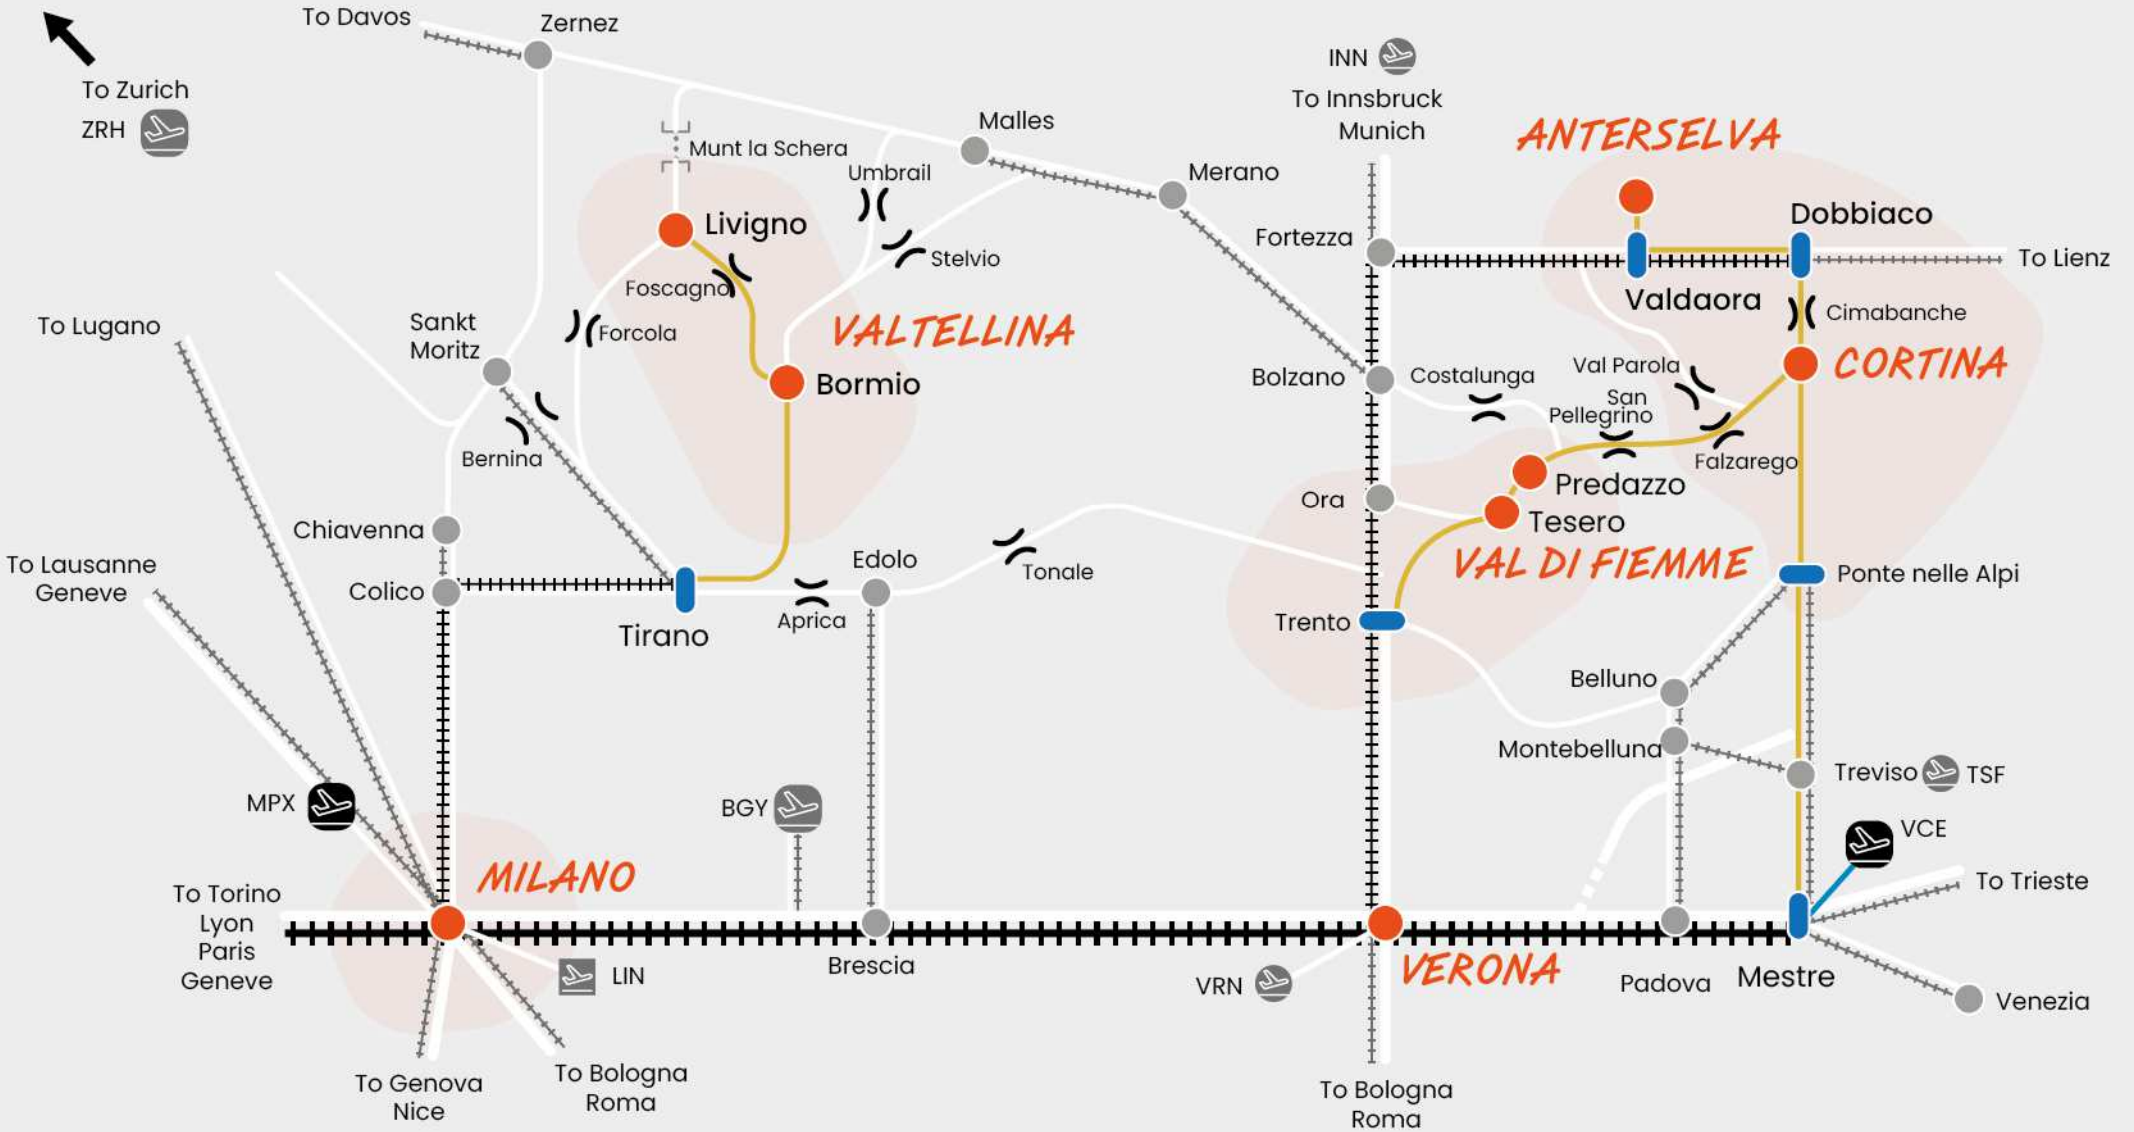 To Davos
Zernez
To Zurich
ZRH
INN
To Innsbruck
Munich
ANTERSELVA
Malles
Munt la Schera
Umbrail
Merano
Livigno
Dobbiaco
Fortezza
Stelvio
To Lienz
Foscagno
Valdaora
Cimabanche
To Lugano
Sankt
Moritz
Forcola
VALTELLINA
CORTINA
Bormio
Bolzano
Costalunga
Val Parola
San
Pellegrino
Bernina
Falzarego
Predazzo
Ora
Tesero
Chiavenna
To Lausanne
Geneve
Colico
Edolo
Tonale
VAL DI FIEMME
Ponte nelle Alpi
Tirano
Aprica
Trento
Belluno
Montebelluna
Treviso
TSF
MPX
BGY
VCE
MILANO
To Torino
Lyon
Paris
Geneve
To Trieste
LIN
Brescia
VRN
VERONA
Padova
Mestre
Venezia
To Genova
Nice
To Bologna
Roma
To Bologna
Roma